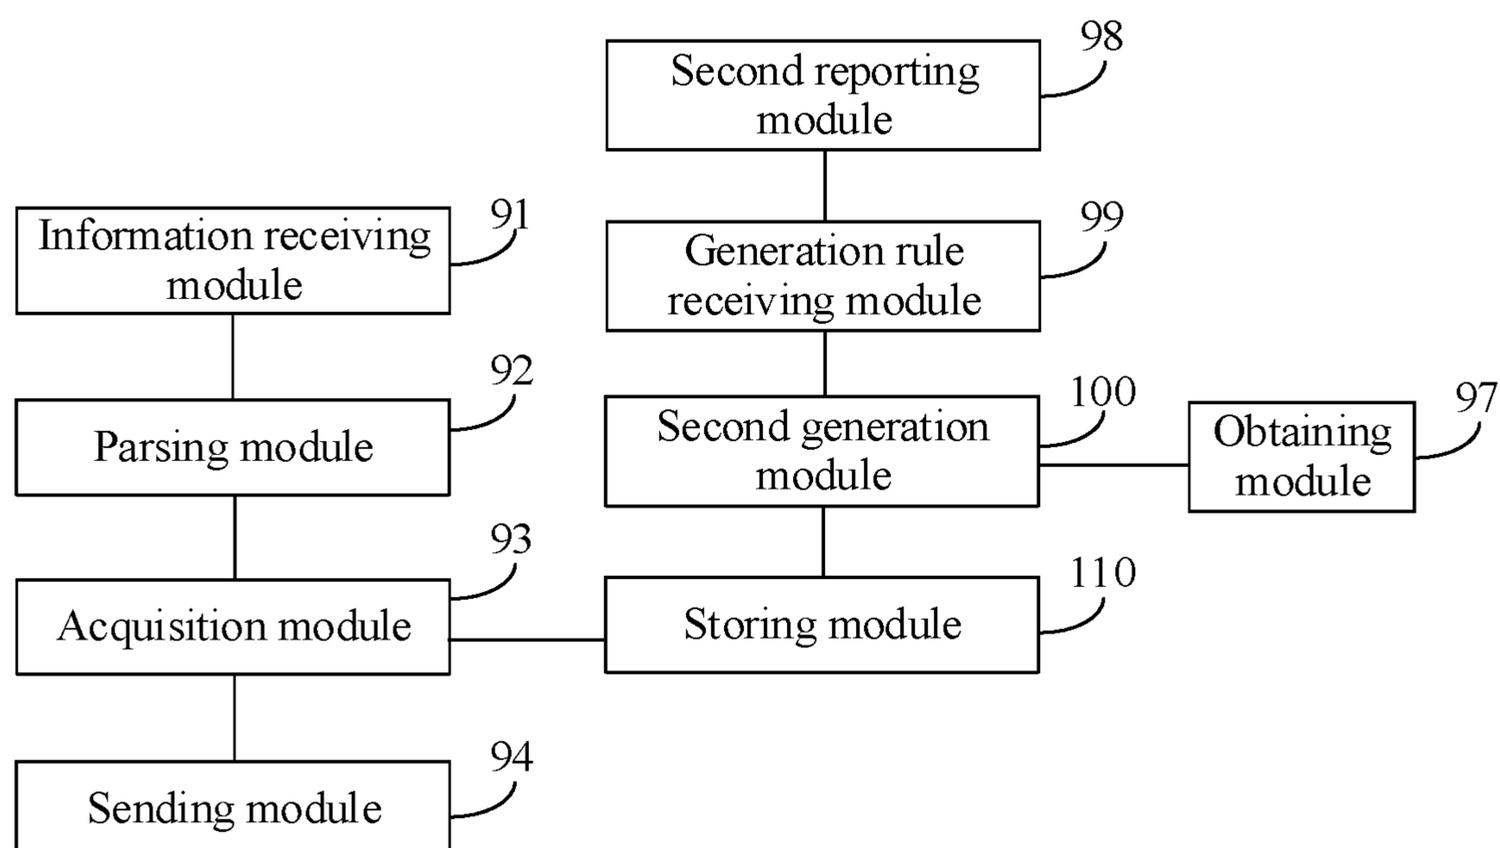 98
Second reporting
module
91
Information receiving
module
99
Generation rule
receiving module
92
Parsing module
100
Second generation
module
97
Obtaining
module
93
Acquisition module
110
Storing module
94
Sending module